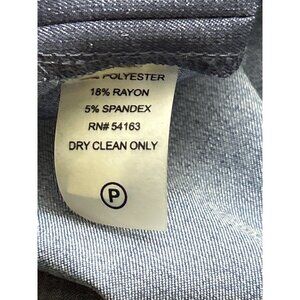 POLYESTER
18% RAYON
5% SPANDEX
RN# 54163
DRY CLEAN ONLY
P